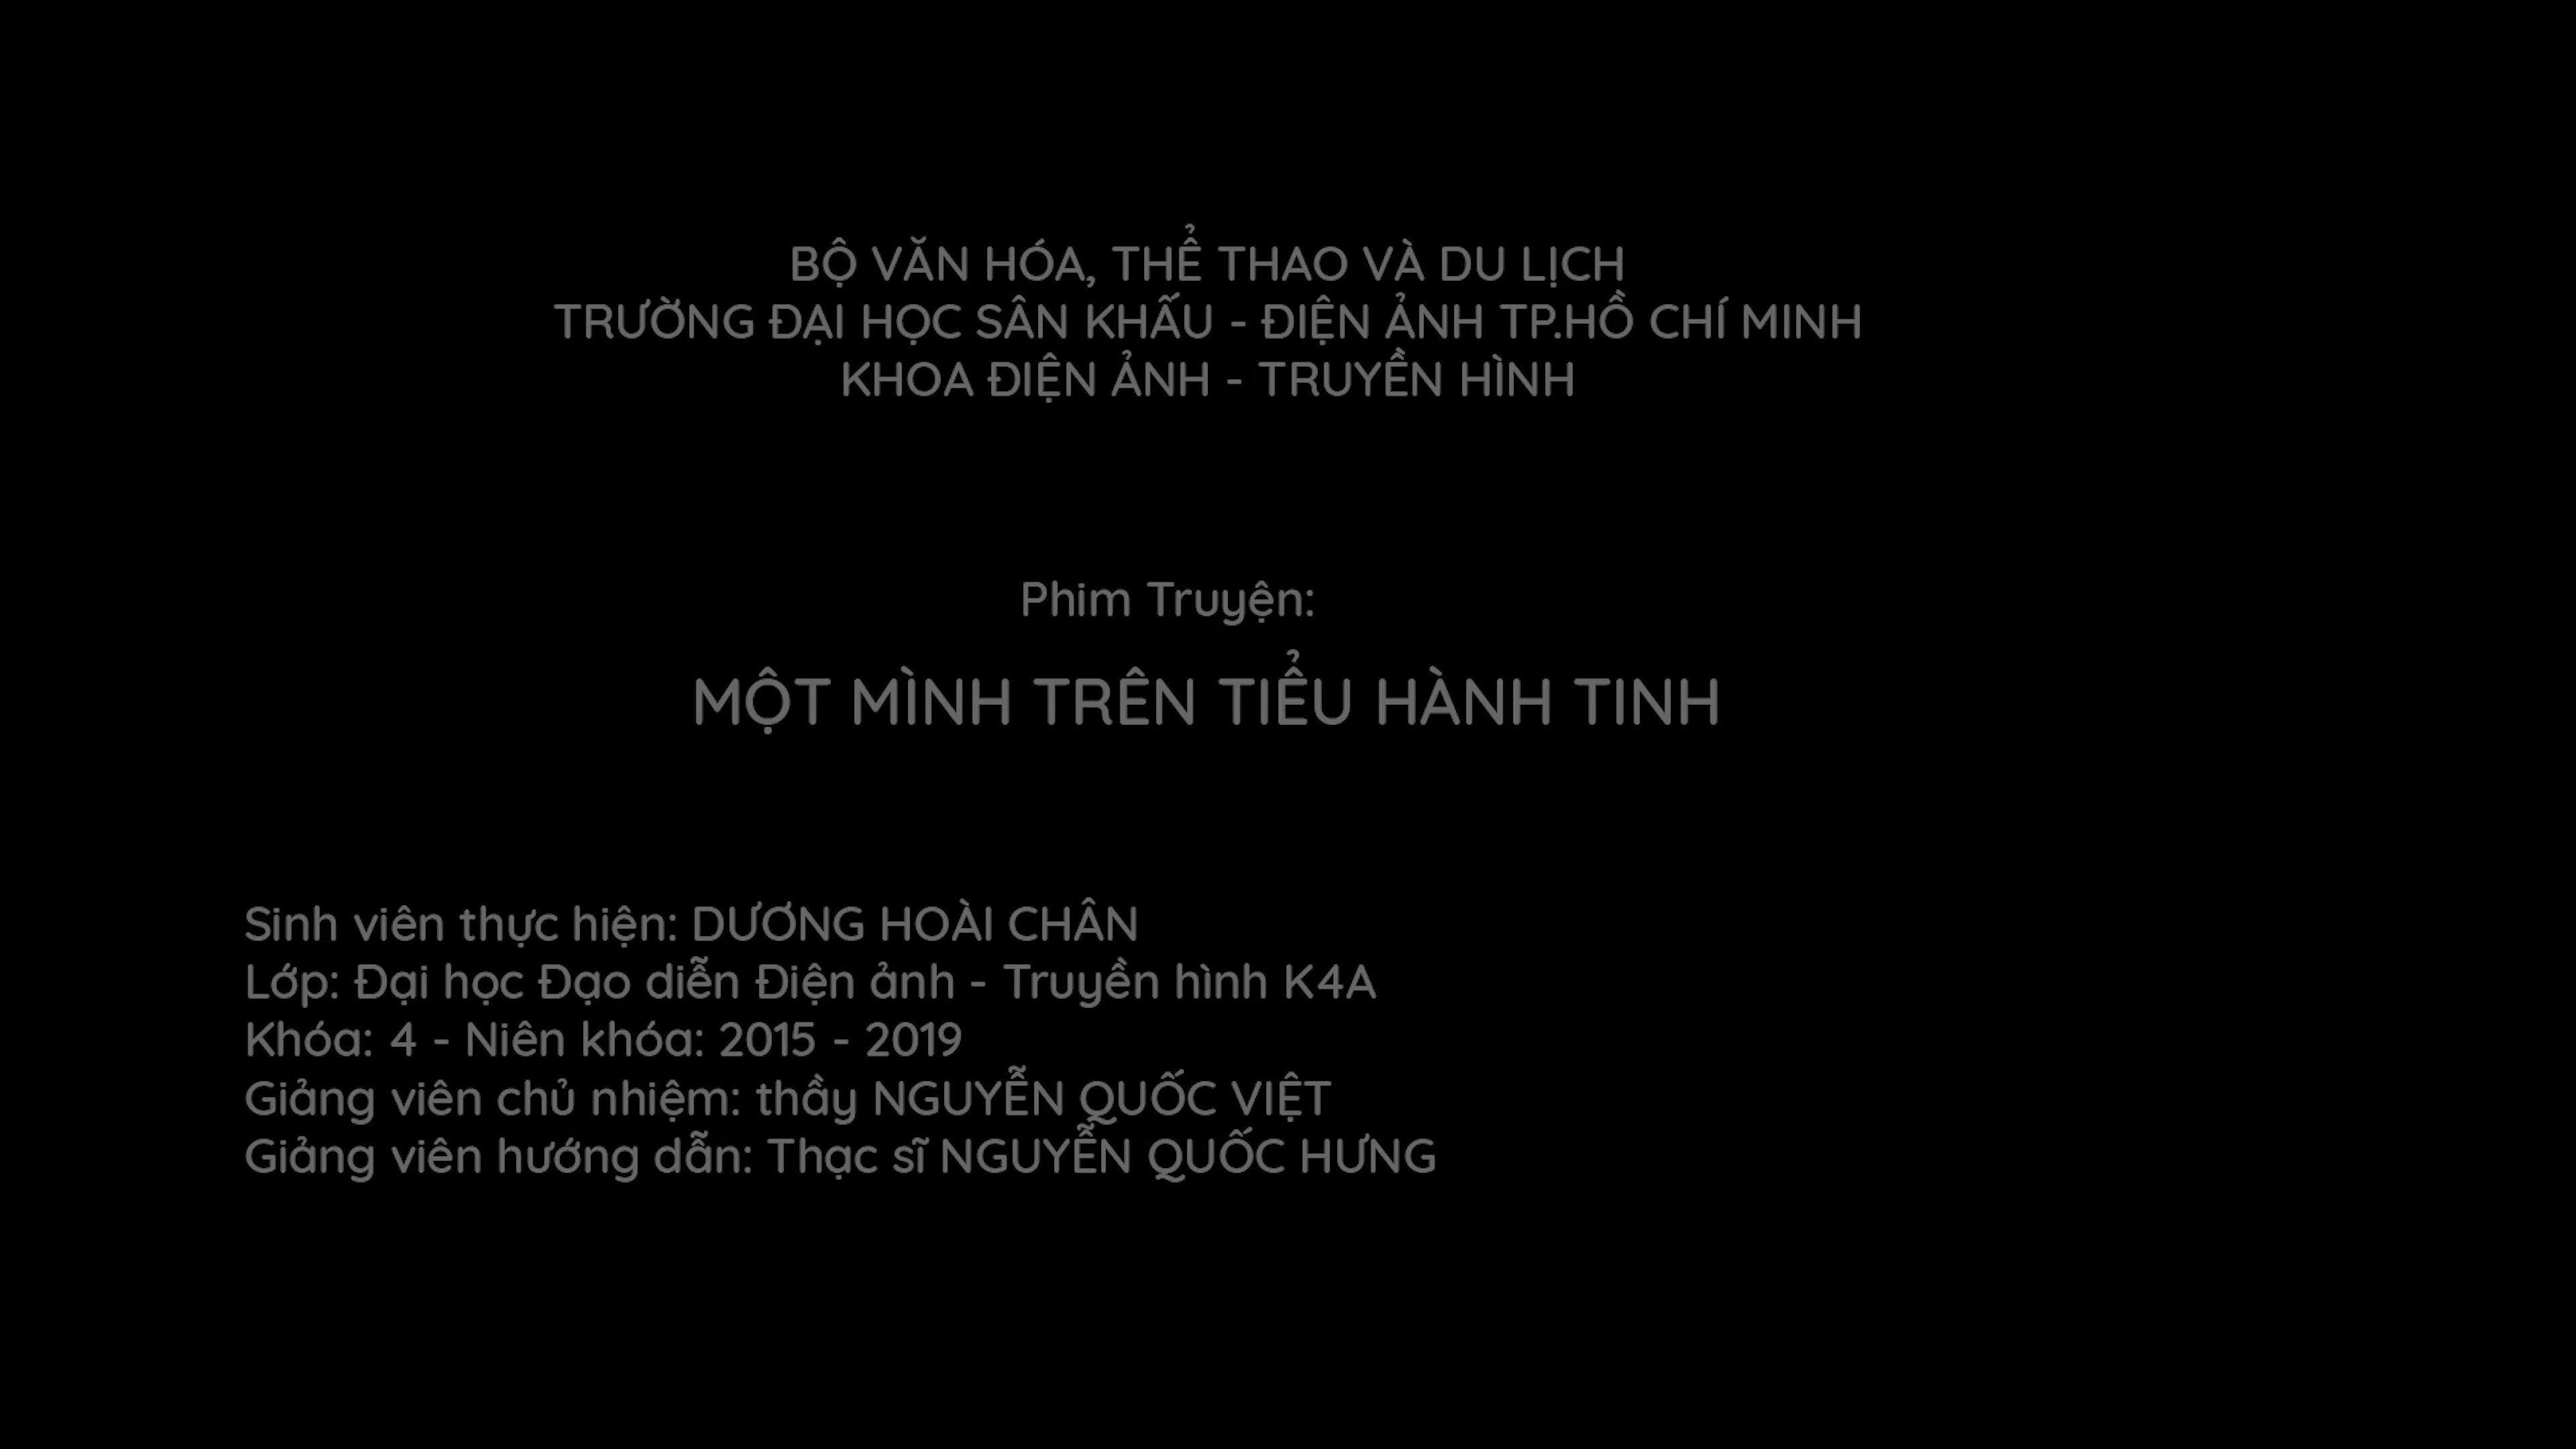 BỘ VĂN HÓA, THỂ THAO VÀ DU LỊCH
TRƯỜNG ĐẠI HỌC SÂN KHẤU - ĐIỆN ẢNH TP.HỒ CHÍ MINH
KHOA ĐIỆN ẢNH - TRUYỀN HÌNH
Phim Truyện:
MỘT MÌNH TRÊN TIỂU HÀNH TINH
Sinh viên thực hiện: DƯƠNG HOÀI CHÂN
Lớp: Đại học Đạo diễn Điện ảnh - Truyền hình K4A
Khóa: 4 - Niên khóa: 2015 - 2019
Giảng viên chủ nhiệm: thầy NGUYỄN QUỐC VIỆT
Giảng viên hướng dẫn: Thạc sĩ NGUYỄN QUỐC HƯNG